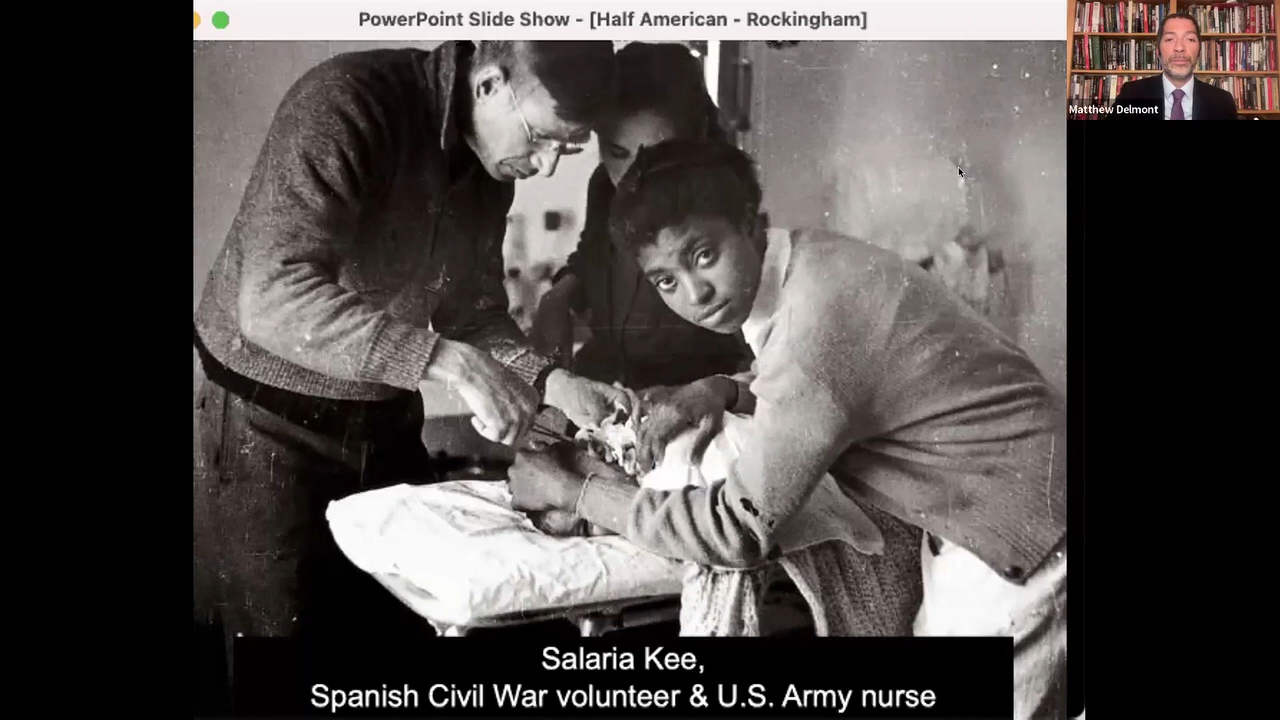 PowerPoint Slide Show - [Half American - Rockingham]
Matthew Delmont
Salaria Kee,
Spanish Civil War volunteer & U.S. Army nurse